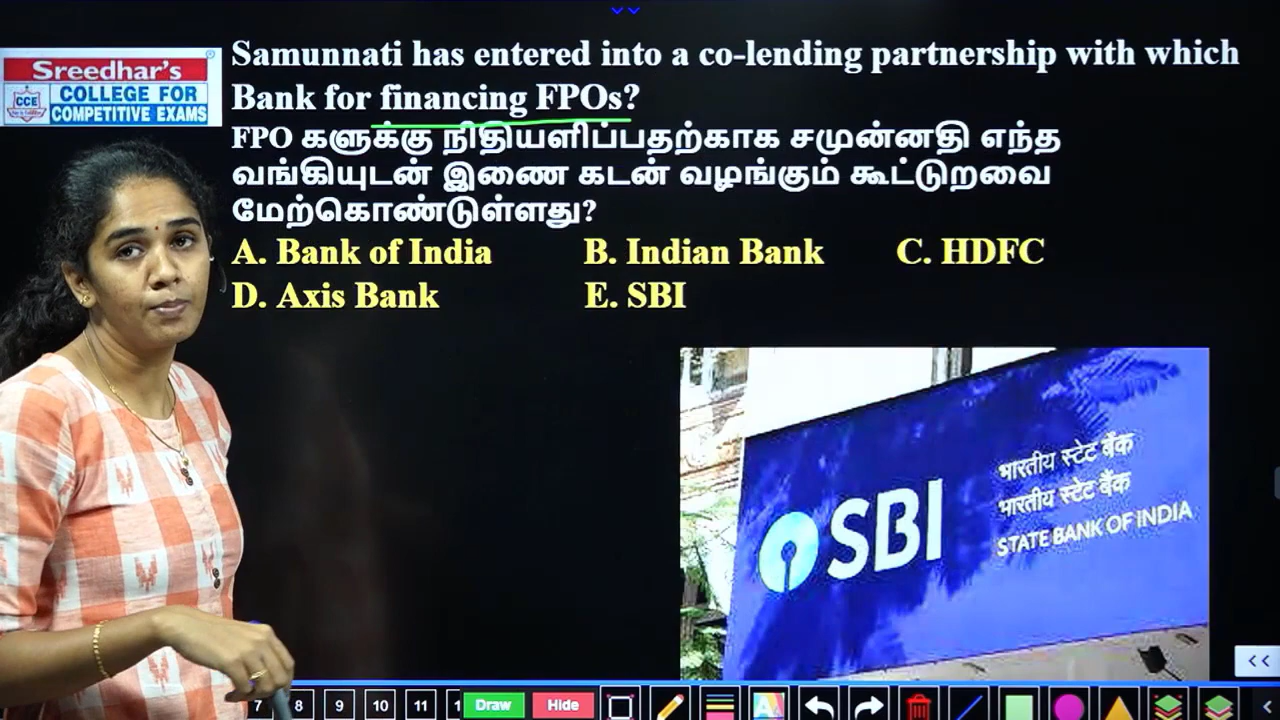 Sreedhar's
CCE
COLLEGE FOR
COMPETITIVE EXAMS
Samunnati has entered into a co-lending partnership with which
Bank for financing FPOs?
FPO களுக்கு நிதியளிப்பதற்காக சமுன்னதி எந்த
வங்கியுடன் இணை கடன் வழங்கும் கூட்டுறவை
மேற்கொண்டுள்ளது?
A. Bank of India B. Indian Bank C. HDFC
D. Axis Bank E. SBI
भारतीय स्टेट बैंक
भारतीय स्टेट बैंक
SBI STATE BANK OF INDIA
7 8 9 10 11 Draw Hide